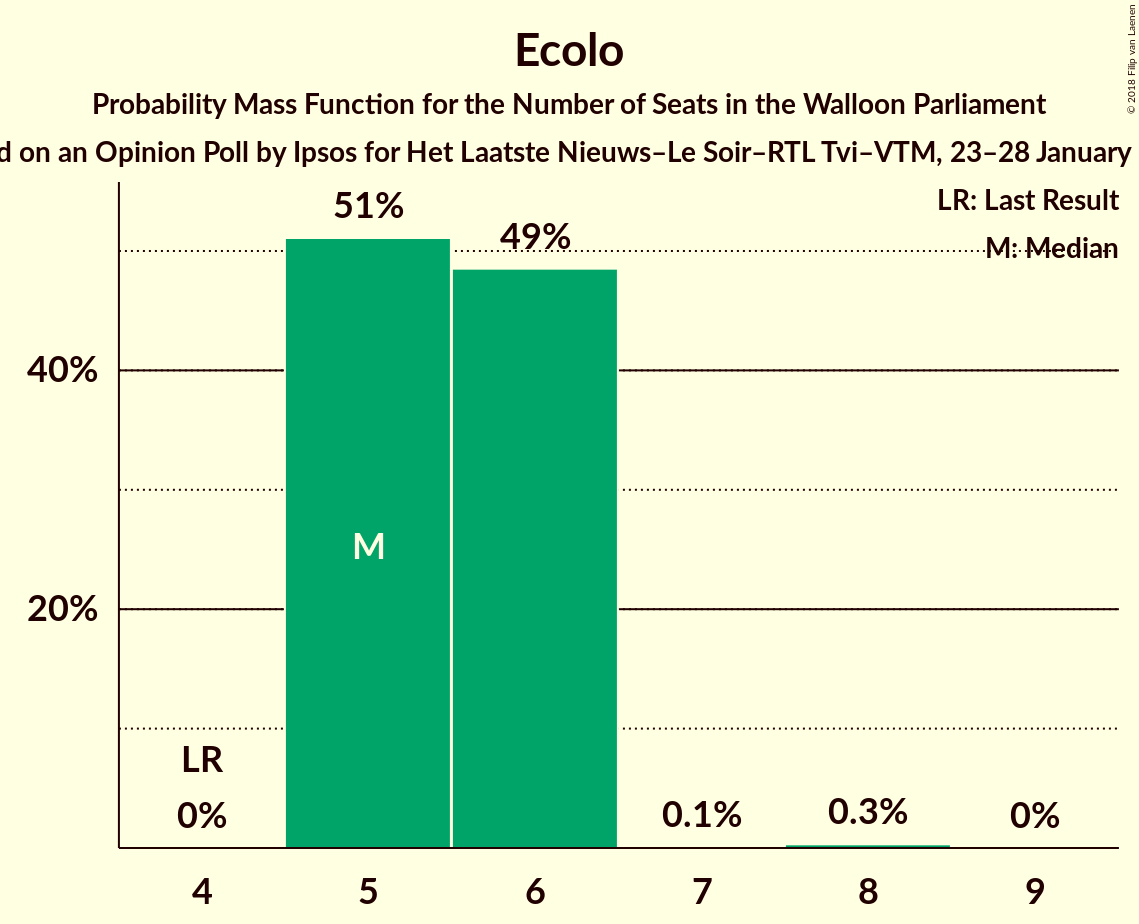 Ecolo
Probability Mass Function for the Number of Seats in the Walloon Parliament
on an Opinion Poll by Ipsos for Het Laatste Nieuws–Le Soir–RTL Tvi–VTM, 23–28 January
© 2018 Filip van Laenen
LR: Last Result
M: Median
51%
49%
40%
M
20%
LR
0%
0.1%
0.3%
0%
4 5 6 7 8 9